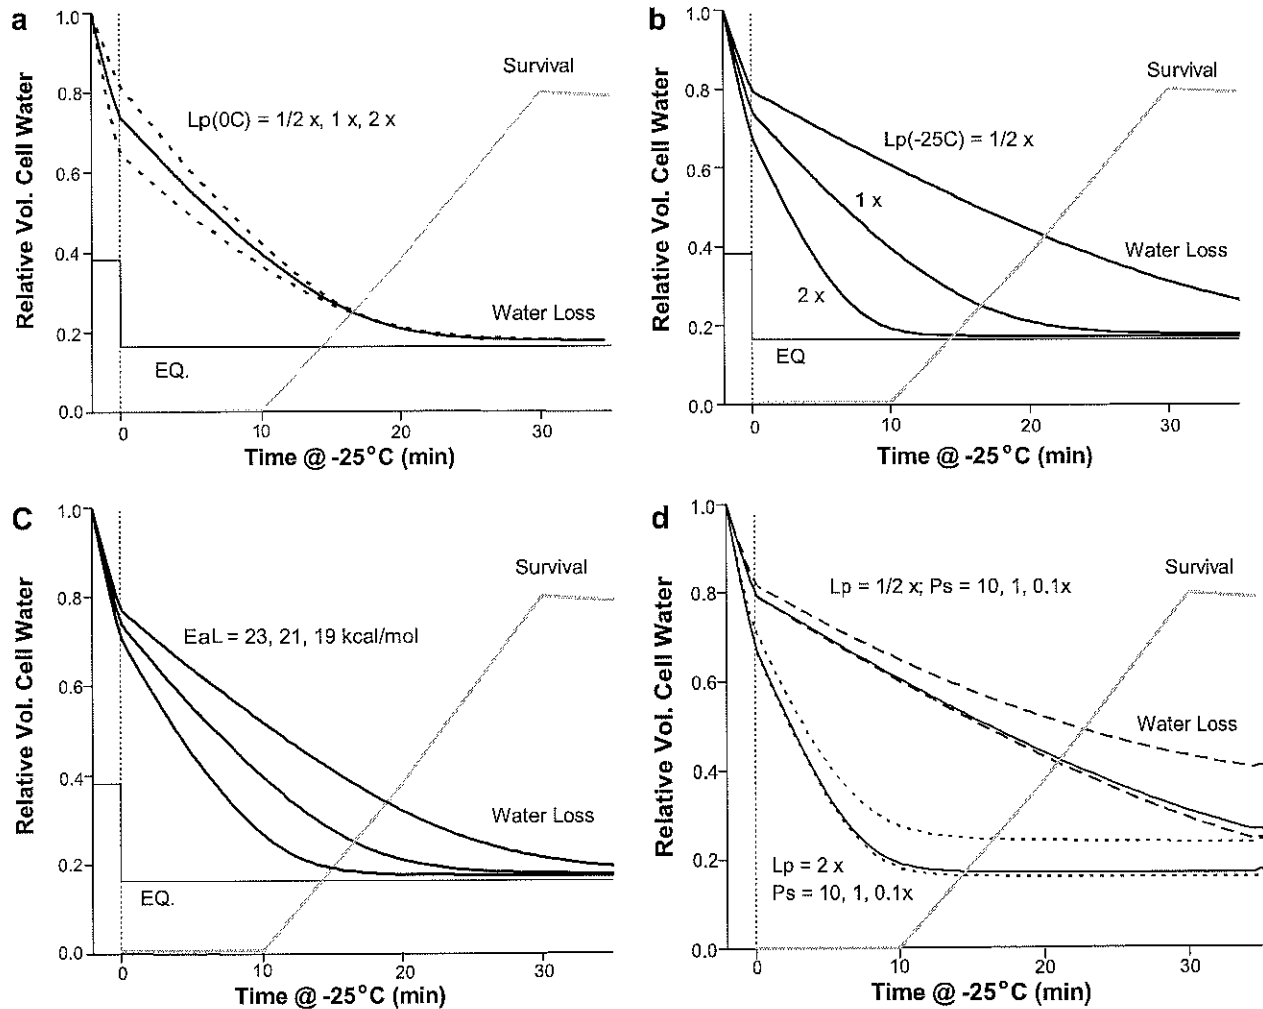 a
Relative Vol. Cell Water
1.0
0.8
0.6
0.4
0.2
0.0
Survival
Lp(0C) = 1/2 x, 1 x, 2 x
Water Loss
EQ.
0 10 20 30
Time @ -25°C (min)
b
Relative Vol. Cell Water
1.0
0.8
0.6
0.4
0.2
0.0
Survival
Lp(-25C) = 1/2 x
1 x
Water Loss
2 x
EQ
0 10 20 30
Time @ -25°C (min)
C
Relative Vol. Cell Water
1.0
0.8
0.6
0.4
0.2
0.0
Survival
EaL = 23, 21, 19 kcal/mol
Water Loss
EQ.
0 10 20 30
Time @ -25°C (min)
d
Relative Vol. Cell Water
1.0
0.8
0.6
0.4
0.2
0.0
Survival
Lp = 1/2 x; Ps = 10, 1, 0.1x
Water Loss
Lp = 2 x
Ps = 10, 1, 0.1x
0 10 20 30
Time @ -25°C (min)